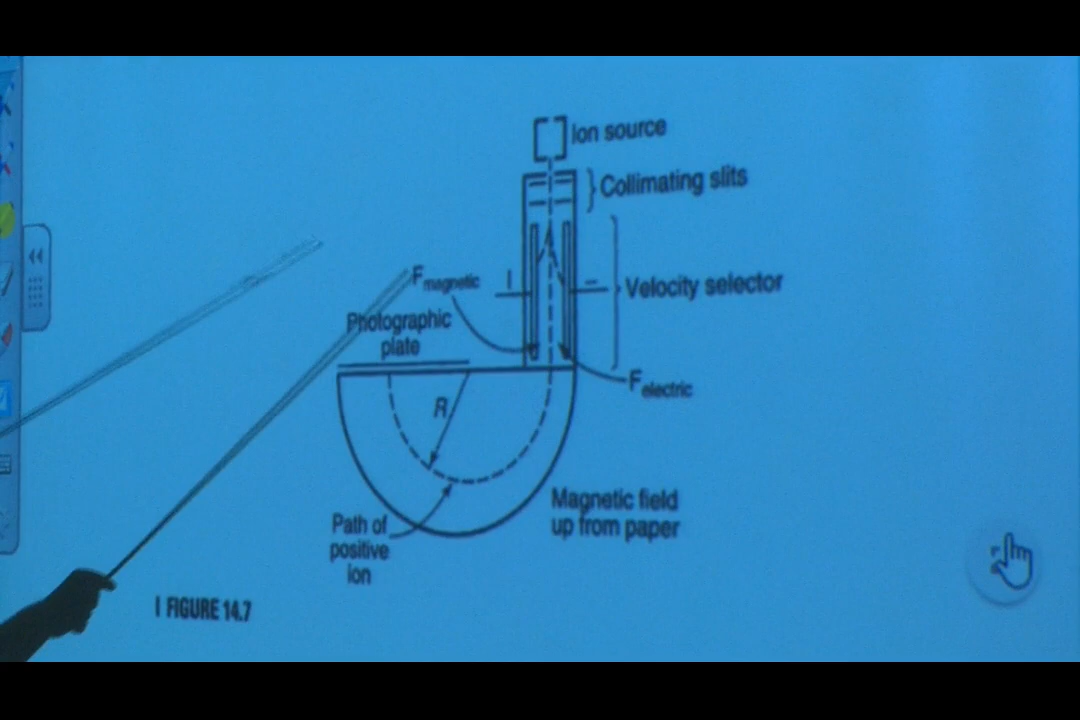 Ion source
Collimating slits
Fmagnetic
Velocity selector
Photographic
plate
Felectric
R
Magnetic field
up from paper
Path of
positive
ion
FIGURE 14.7